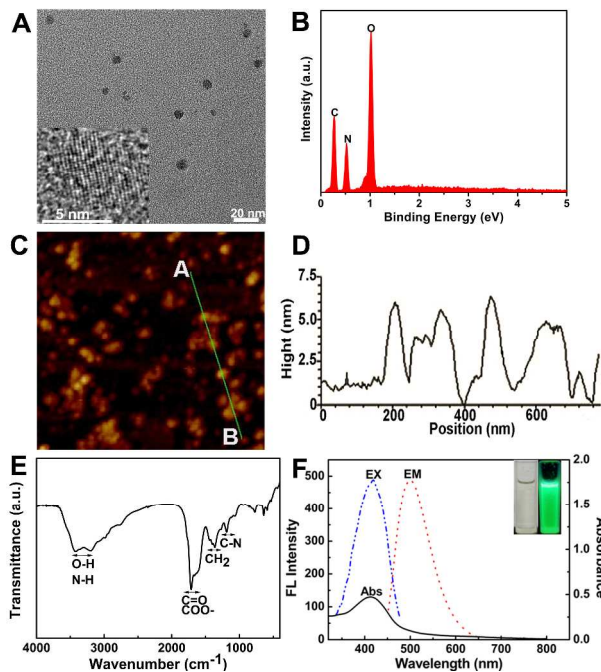 A
5 nm
20 nm
B
Intensity (a.u.)
C
N
O
0 1 2 3 4 5
Binding Energy (eV)
C
A
B
D
Hight (nm)
7.5
5.0
2.5
0
0 200 400 600
Position (nm)
E
Transmittance (a.u.)
O-H
N-H
C=O
COO-
CH2
C-N
4000 3000 2000 1000
Wavenumber (cm-1)
F
FL Intensity
500
400
300
200
100
0
EX
EM
Abs
400 500 600 700 800
Wavelength (nm)
2.0
1.5
1.0
0.5
0.0
Absorbance